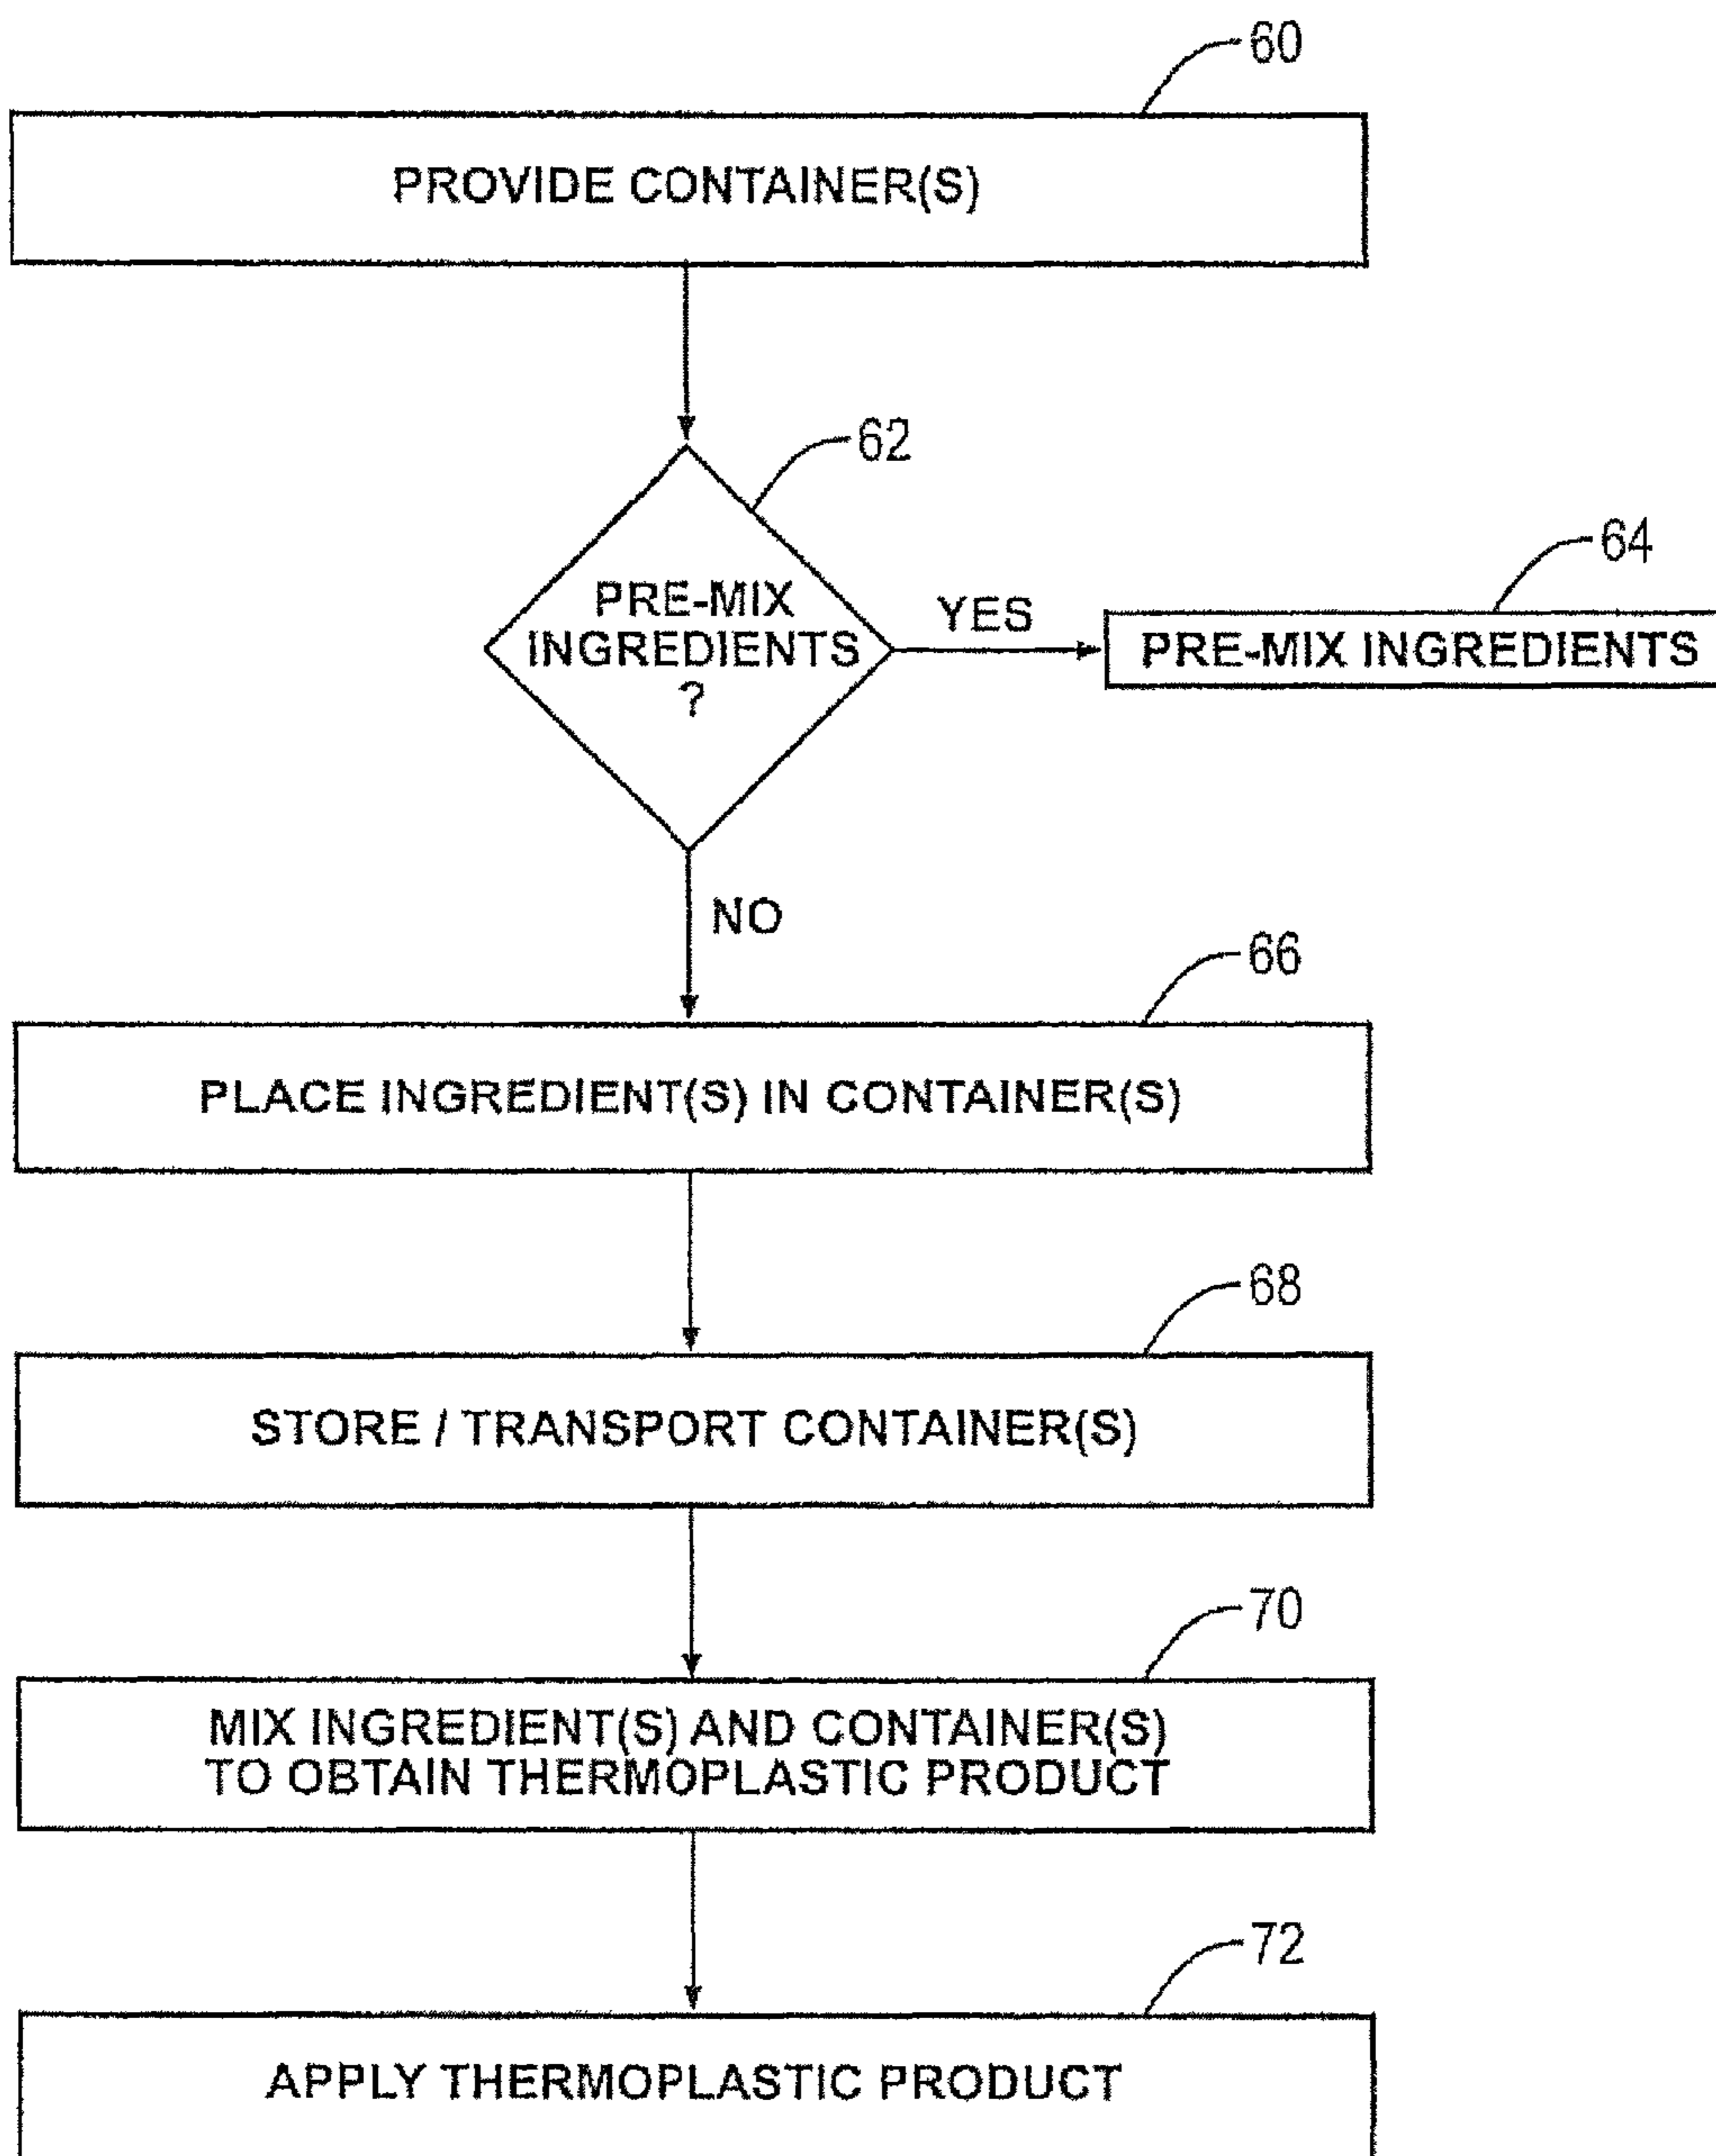 60
PROVIDE CONTAINER(S)
62
PRE-MIX
INGREDIENTS
?
YES
64
PRE-MIX INGREDIENTS
NO
66
PLACE INGREDIENT(S) IN CONTAINER(S)
68
STORE / TRANSPORT CONTAINER(S)
70
MIX INGREDIENT(S) AND CONTAINER(S)
TO OBTAIN THERMOPLASTIC PRODUCT
72
APPLY THERMOPLASTIC PRODUCT